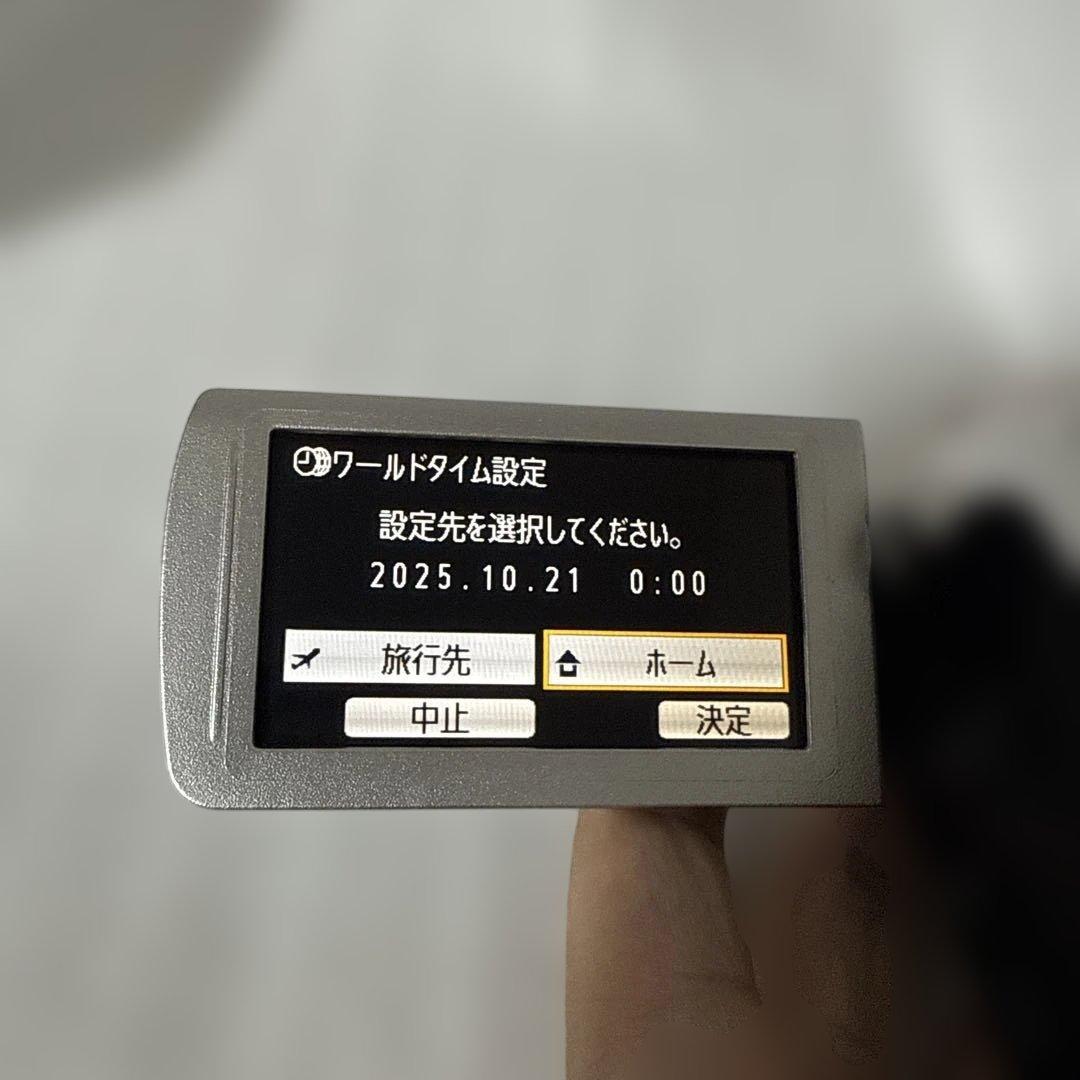 ワールドタイム設定
設定先を選択してください。
2025.10.21 0:00
旅行先 ホーム
中止 決定